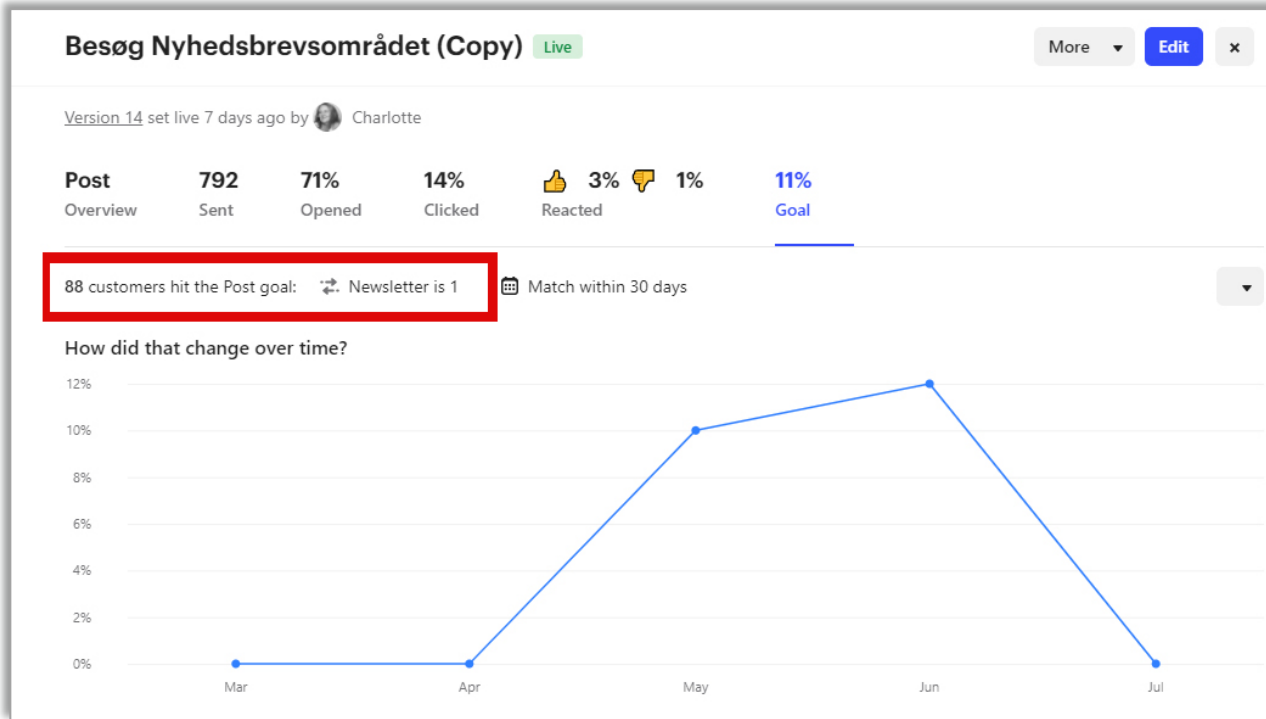 Besøg Nyhedsbrevsområdet (Copy) Live More Edit ×
Version 14 set live 7 days ago by Charlotte
Post 792 71% 14% 3% 1% 11%
Overview Sent Opened Clicked Reacted Goal
88 customers hit the Post goal: Newsletter is 1 Match within 30 days
How did that change over time?
12%
10%
8%
6%
4%
2%
0%
Mar Apr May Jun Jul